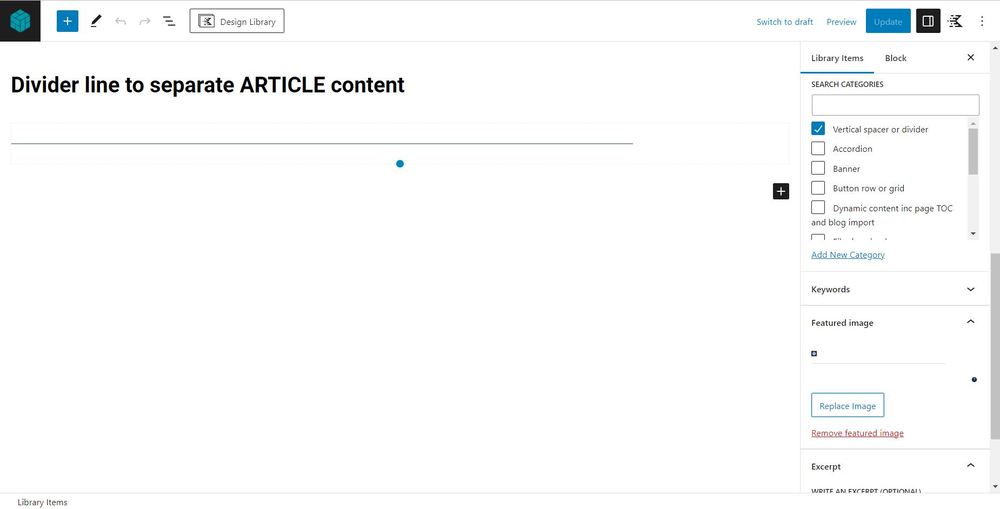 Design Library
Switch to draft
Preview
Update
Library Items
Block
Divider line to separate ARTICLE content
SEARCH CATEGORIES
Vertical spacer or divider
Accordion
Banner
Button row or grid
Dynamic content inc page TOC
and blog import
Add New Category
Keywords
Featured image
Replace Image
Remove featured image
Excerpt
WRITE AN EXCERPT (OPTIONAL)
Library Items